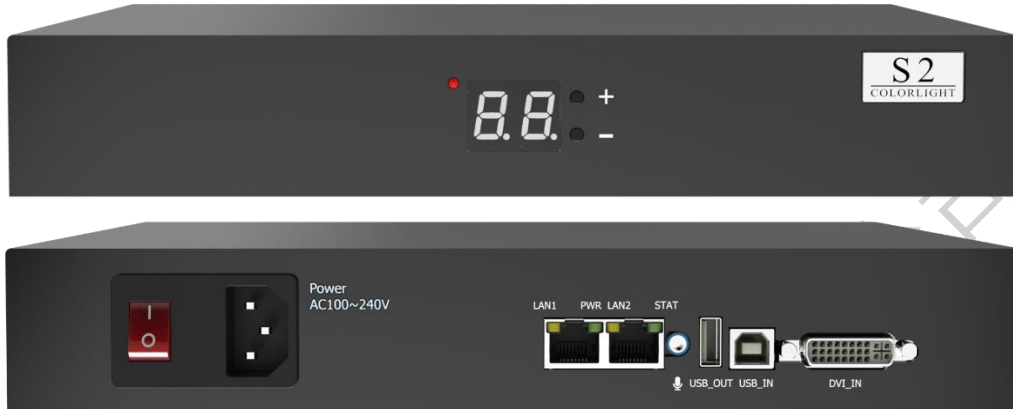 8.8.
+
−
S2
COLORLIGHT
Power
AC100~240V
LAN1 PWR LAN2 STAT
USB_OUT USB_IN DVI_IN